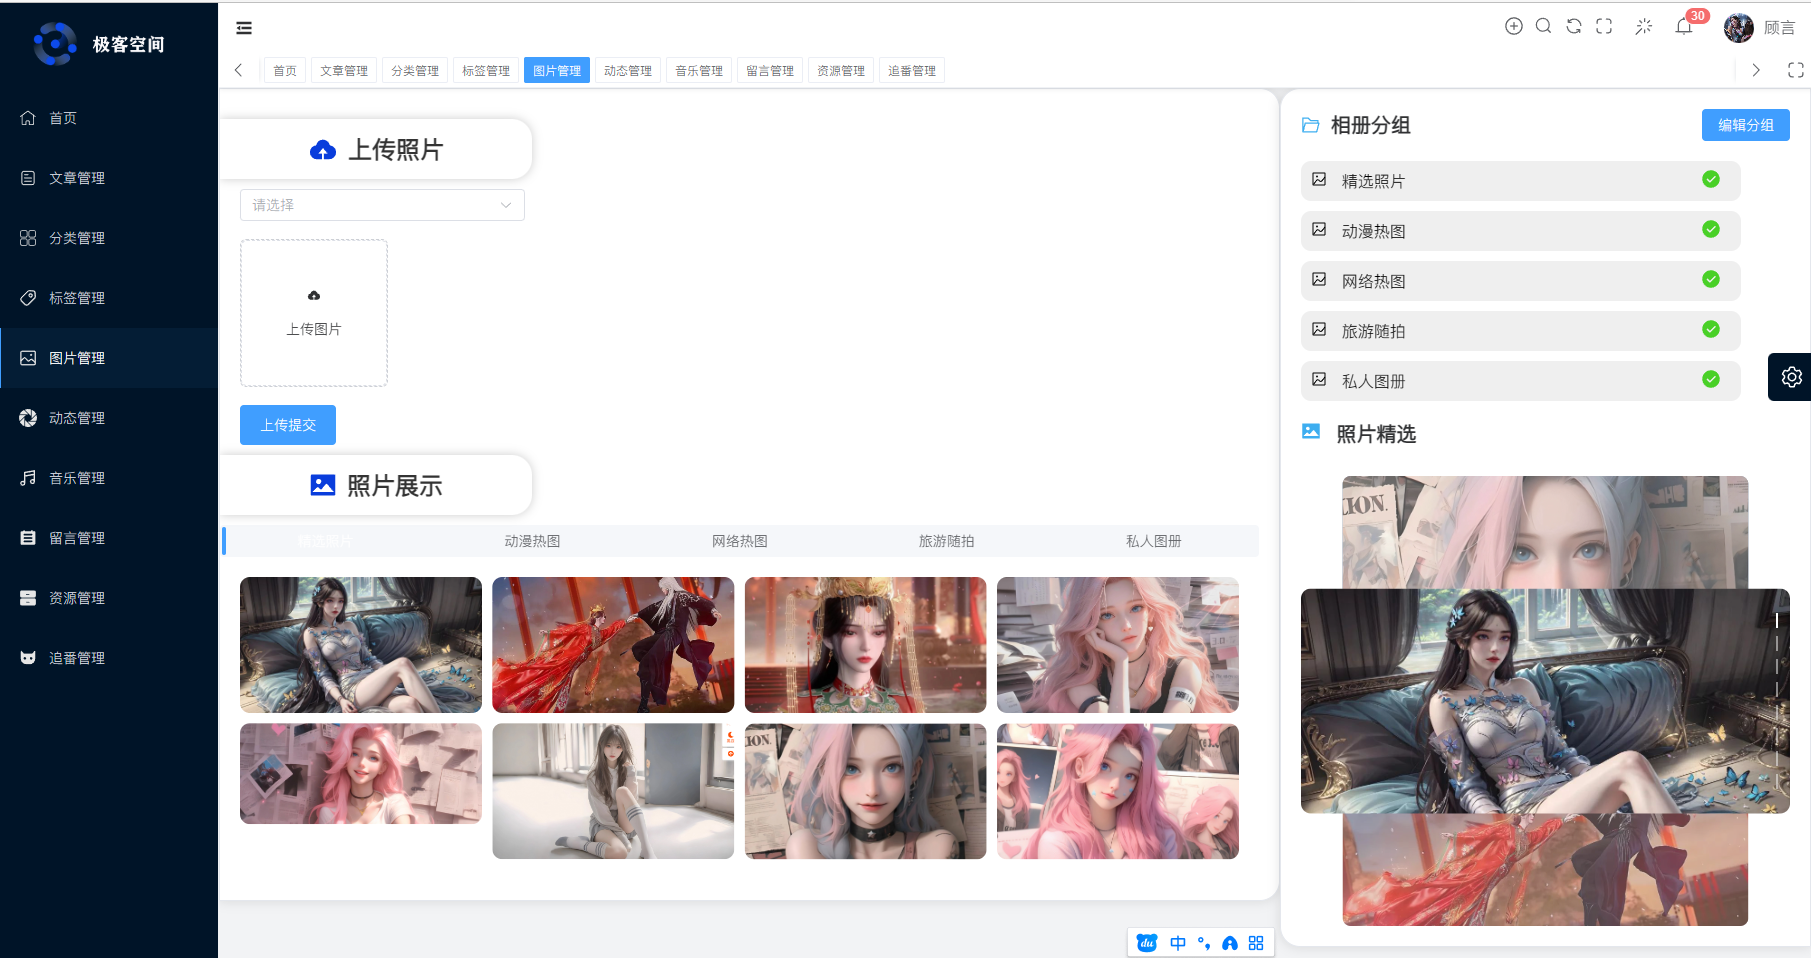 极客空间
首页
文章管理
分类管理
标签管理
图片管理
动态管理
音乐管理
留言管理
资源管理
追番管理
30
顾言
首页 文章管理 分类管理 标签管理 图片管理 动态管理 音乐管理 留言管理 资源管理 追番管理
上传照片
请选择
上传图片
上传提交
照片展示
精选照片 动漫热图 网络热图 旅游随拍 私人图册
ION.
相册分组
编辑分组
精选照片
动漫热图
网络热图
旅游随拍
私人图册
照片精选
ION.
du 中 °,